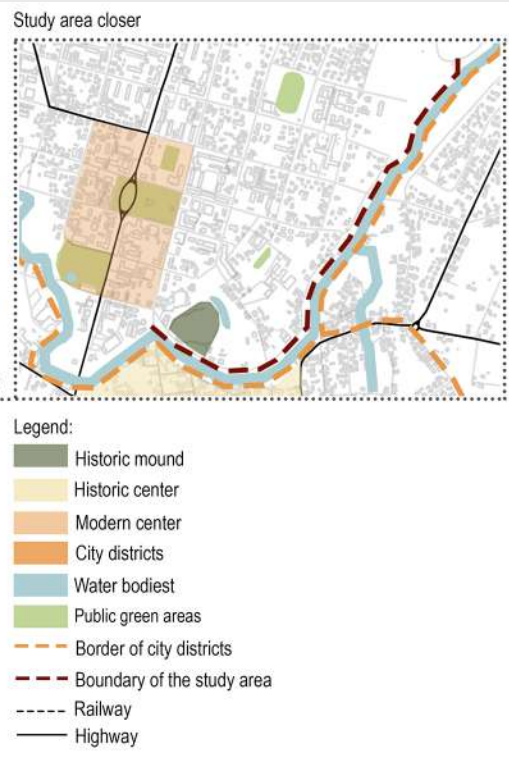 Study area closer
Legend:
Historic mound
Historic center
Modern center
City districts
Water bodiest
Public green areas
Border of city districts
Boundary of the study area
Railway
Highway